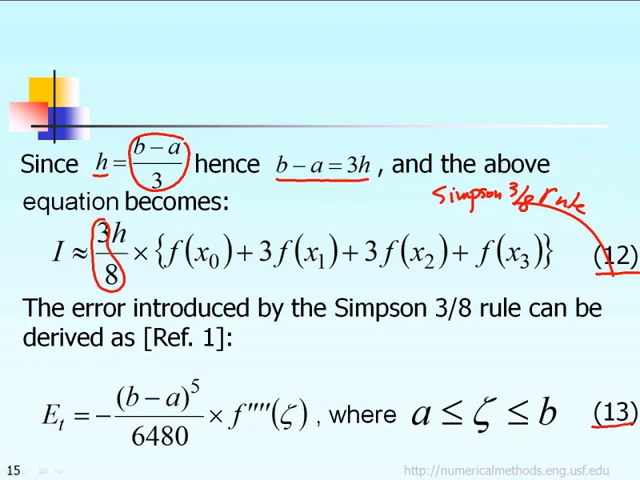 Since h = (b − a)/3 hence b − a = 3h , and the above
Simpson 3/8 rule
equation becomes:
I ≈ 3h/8 × {f(x₀) + 3f(x₁) + 3f(x₂) + f(x₃)} (12)
The error introduced by the Simpson 3/8 rule can be
derived as [Ref. 1]:
Eₜ = − (b − a)⁵/6480 × f''''(ζ) , where a ≤ ζ ≤ b (13)
15 http://numericalmethods.eng.usf.edu